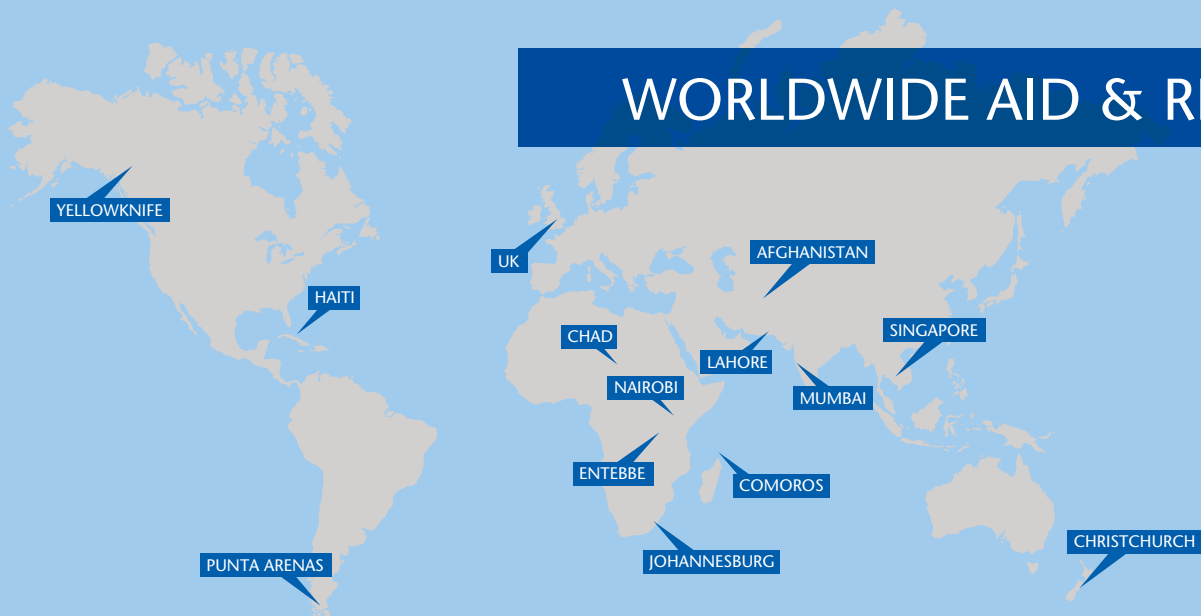 WORLDWIDE AID & R
YELLOWKNIFE
UK
AFGHANISTAN
HAITI
CHAD
SINGAPORE
LAHORE
NAIROBI
MUMBAI
ENTEBBE
COMOROS
CHRISTCHURCH
PUNTA ARENAS
JOHANNESBURG